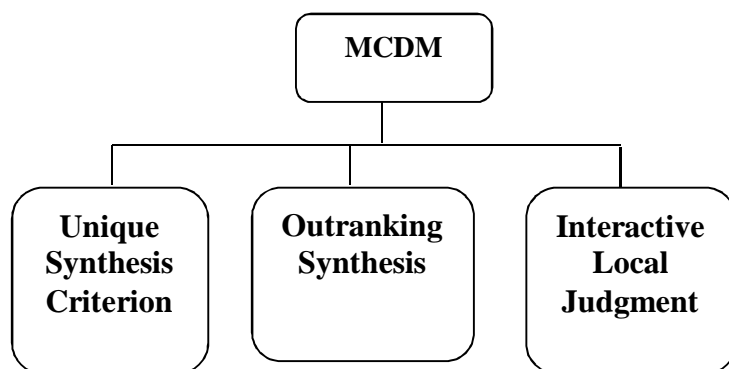 MCDM
Unique
Synthesis
Criterion
Outranking
Synthesis
Interactive
Local
Judgment